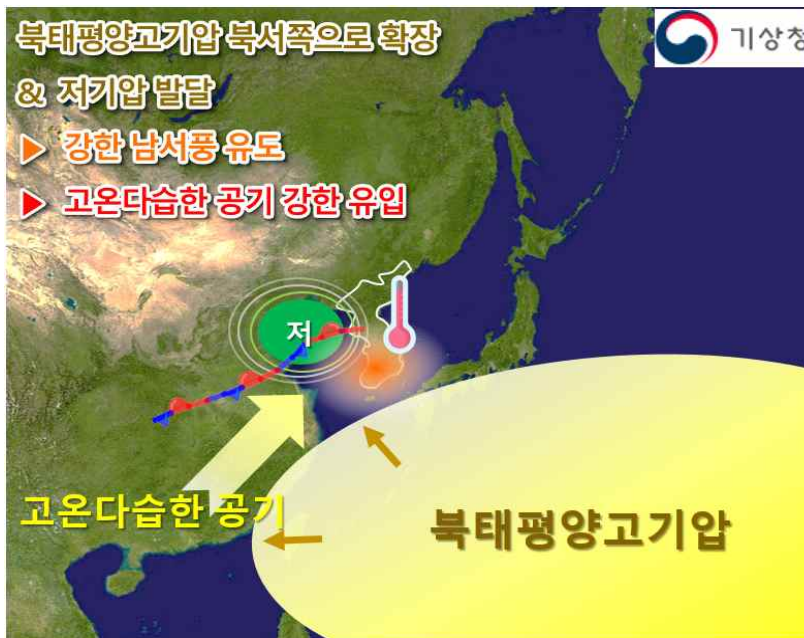 북태평양고기압 북서쪽으로 확장
& 저기압 발달
▶ 강한 남서풍 유도
▶ 고온다습한 공기 강한 유입
기상청
저
고온다습한 공기
북태평양고기압